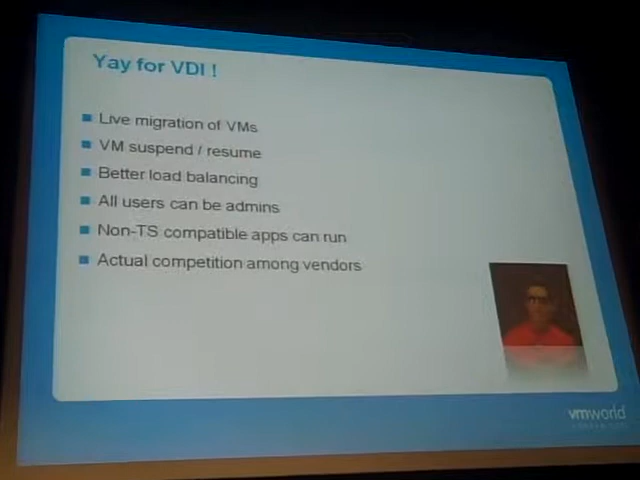 Yay for VDI !
Live migration of VMs
VM suspend / resume
Better load balancing
All users can be admins
Non-TS compatible apps can run
Actual competition among vendors
vmworld